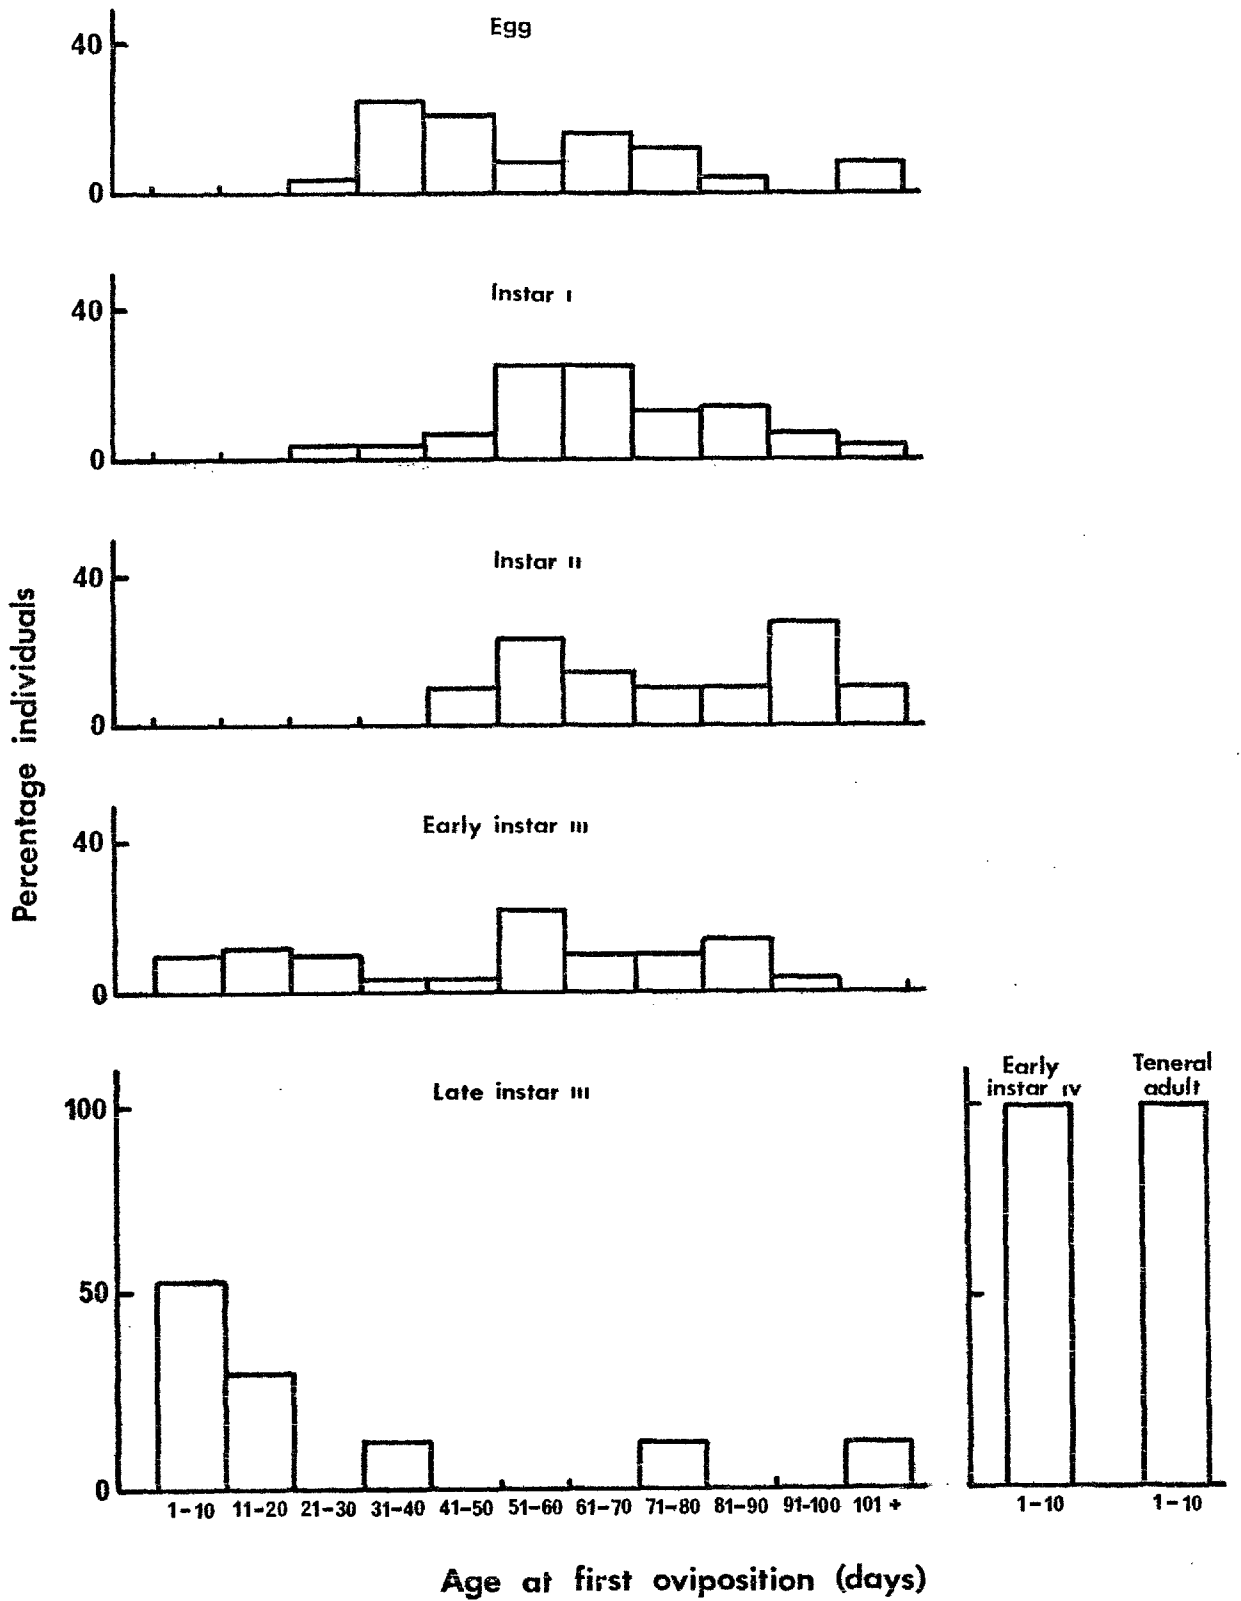 Egg
40
0
Instar I
40
0
Instar II
40
0
Percentage individuals
Early instar III
40
0
Late instar III
100
50
0
Early
instar IV
Teneral
adult
1-10 11-20 21-30 31-40 41-50 51-60 61-70 71-80 81-90 91-100 101 +
1-10 1-10
Age at first oviposition (days)